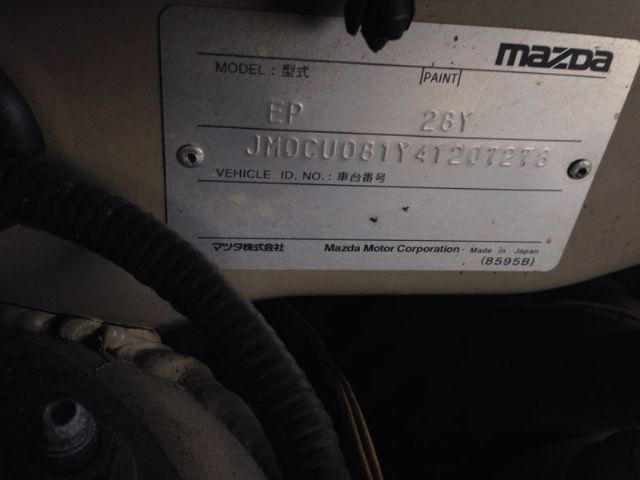 mazda
MODEL : 型式 PAINT
EP 26Y
JM0CU081Y41207273
VEHICLE ID. NO. : 車台番号
マツダ株式会社 Mazda Motor Corporation Made in Japan
(8595B)